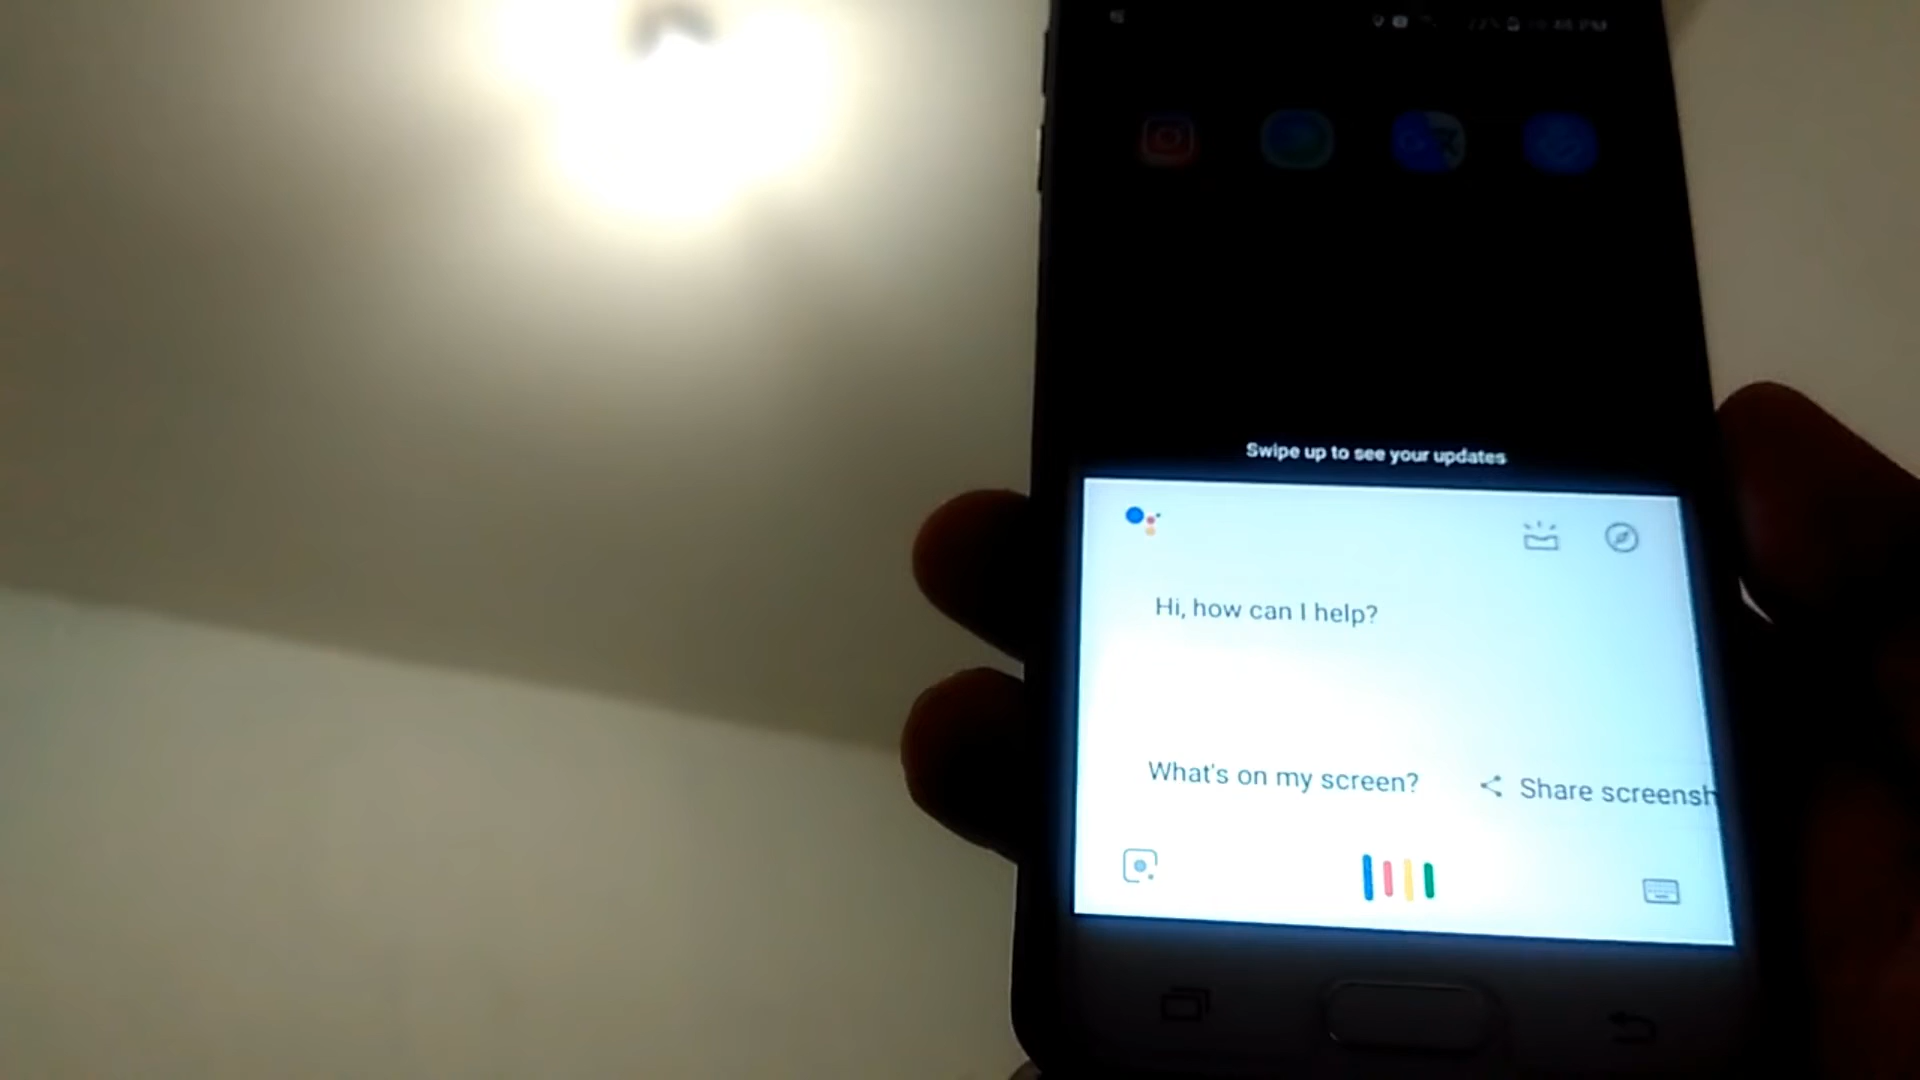 Swipe up to see your updates
Hi, how can I help?
What's on my screen?
Share screensh